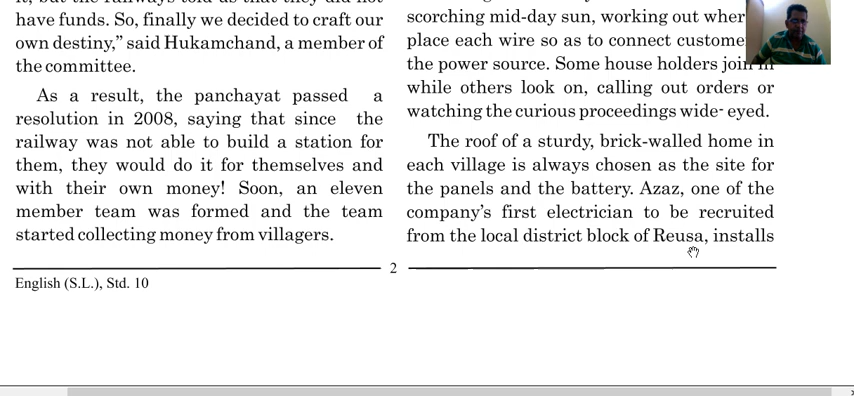 have funds. So, finally we decided to craft our
own destiny,” said Hukamchand, a member of
the committee.
As a result, the panchayat passed a
resolution in 2008, saying that since the
railway was not able to build a station for
them, they would do it for themselves and
with their own money! Soon, an eleven
member team was formed and the team
started collecting money from villagers.
scorching mid-day sun, working out wher
place each wire so as to connect custome
the power source. Some house holders join in
while others look on, calling out orders or
watching the curious proceedings wide- eyed.
The roof of a sturdy, brick-walled home in
each village is always chosen as the site for
the panels and the battery. Azaz, one of the
company’s first electrician to be recruited
from the local district block of Reusa, installs
2
English (S.L.), Std. 10